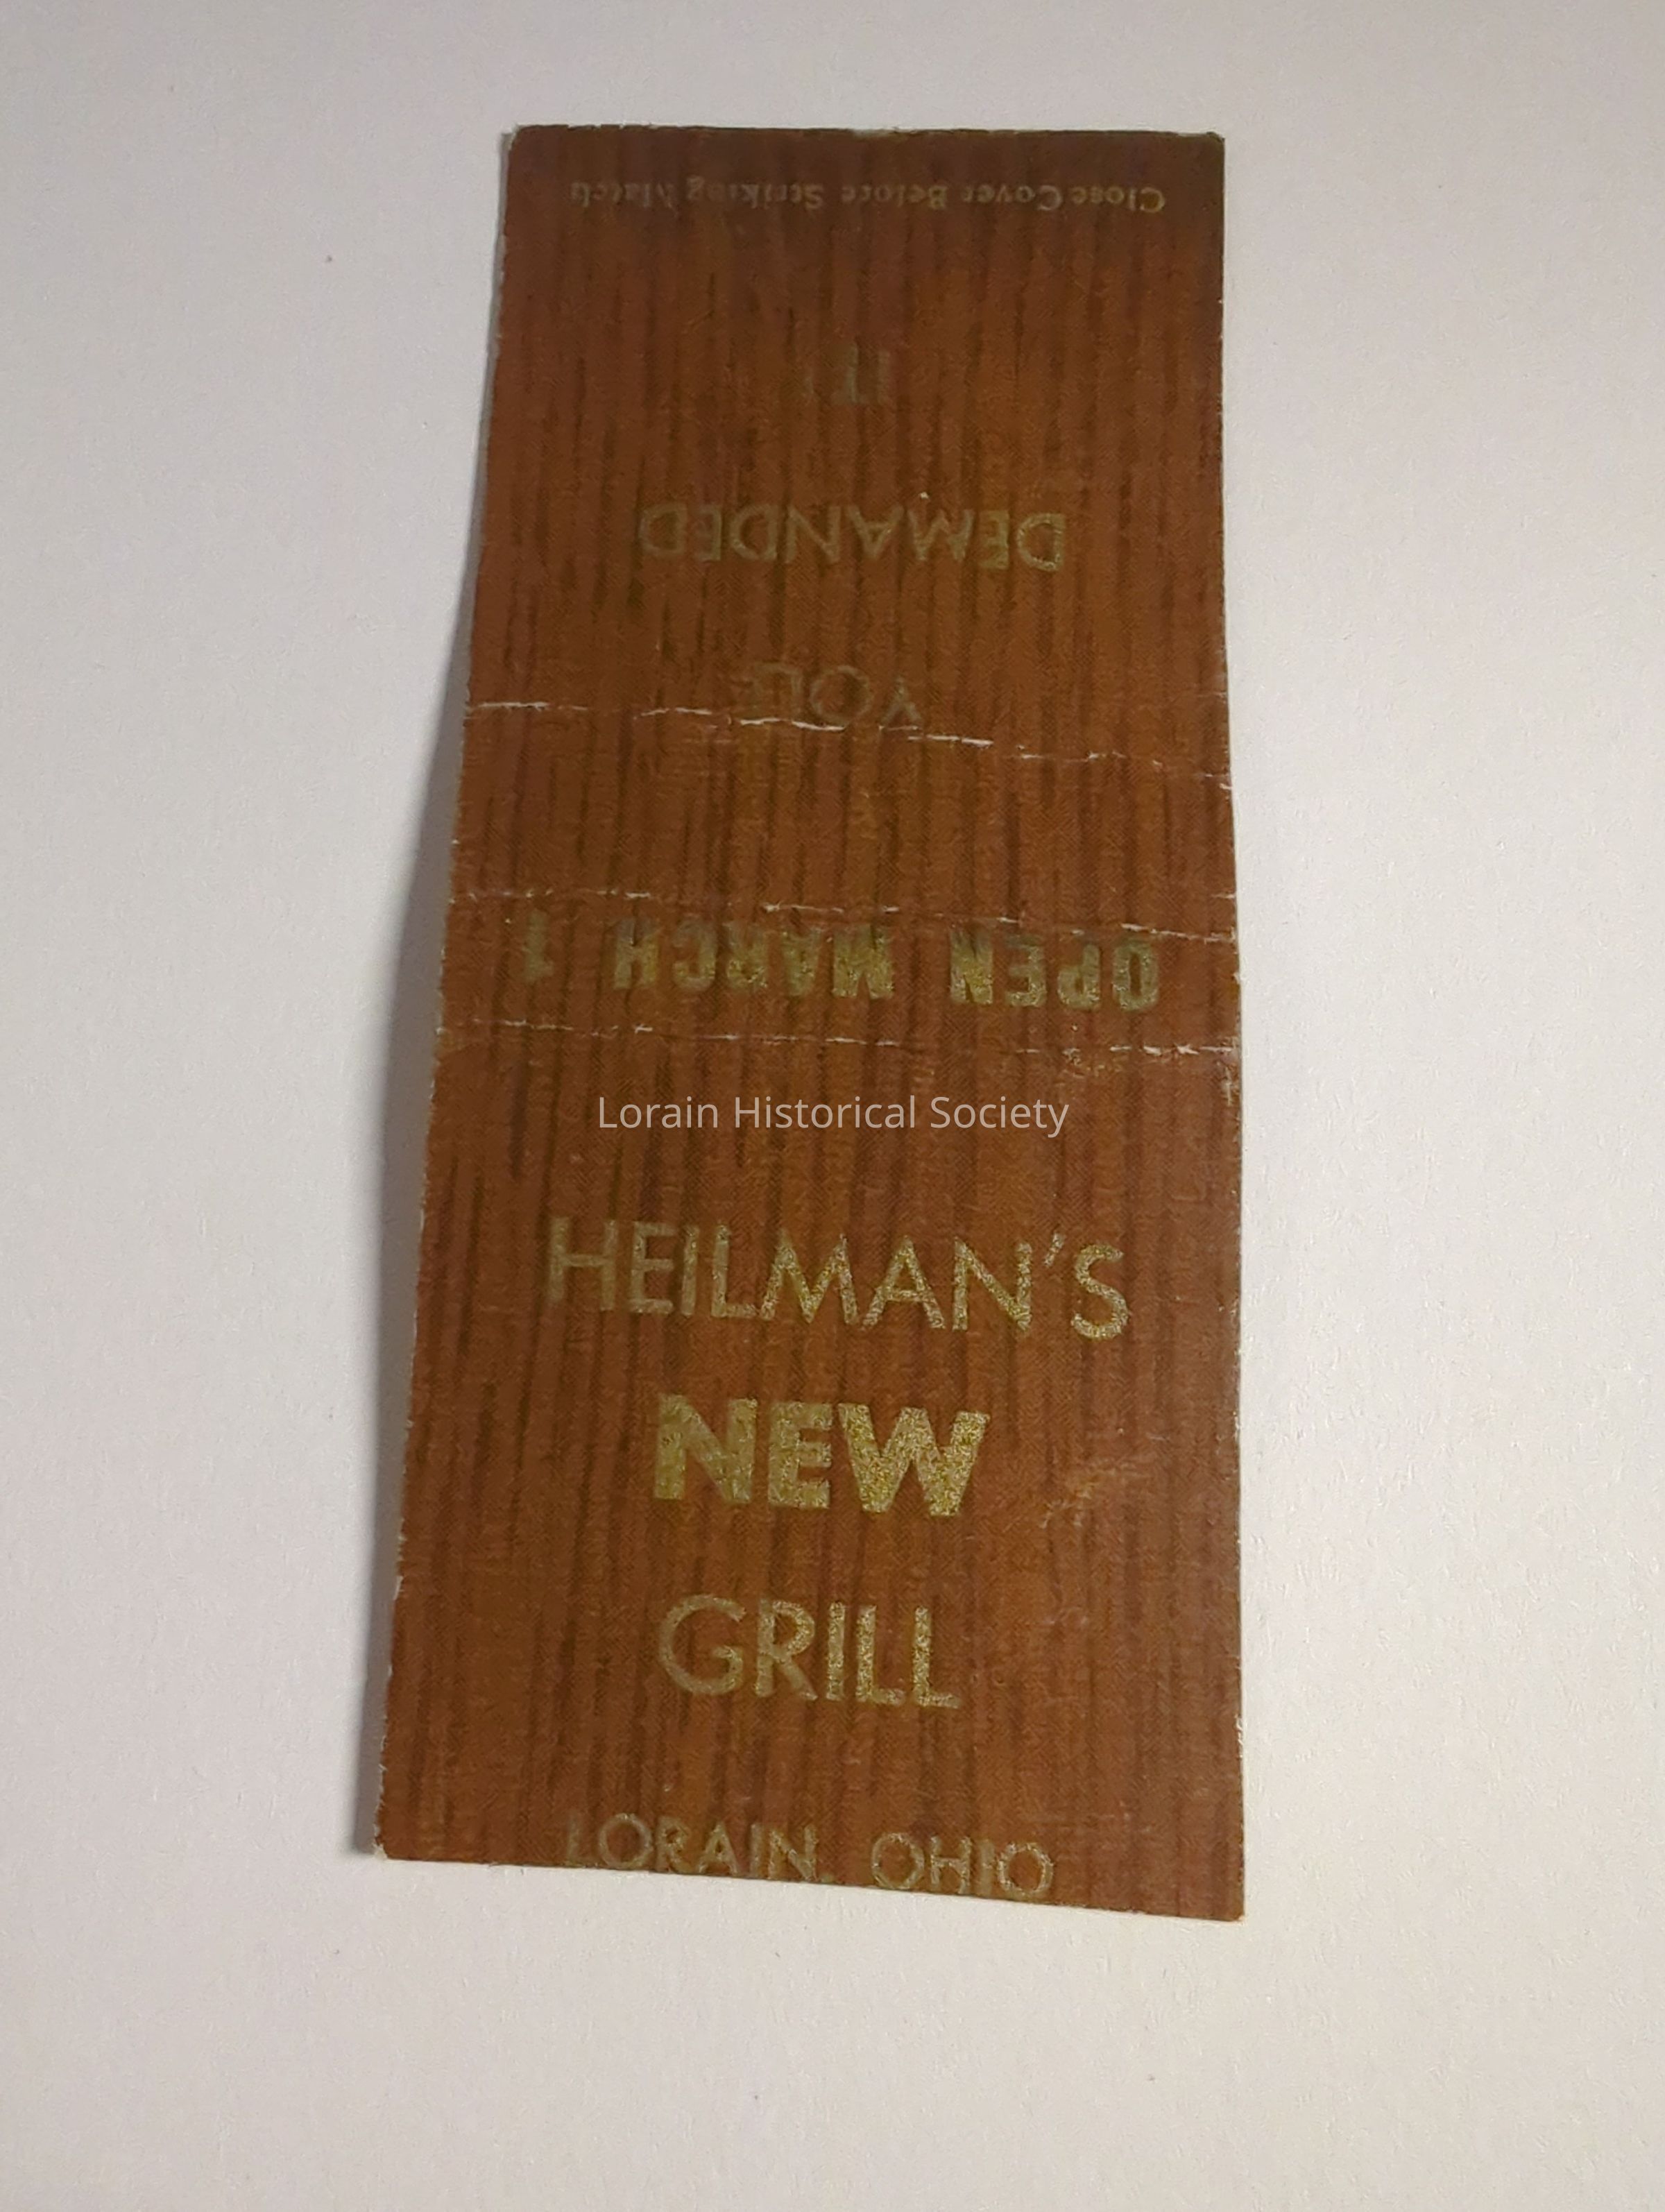 Close Cover Before Striking Match
YOU
DEMANDED
IT!
OPEN MARCH 1
Lorain Historical Society
HEILMAN'S
NEW
GRILL
LORAIN, OHIO